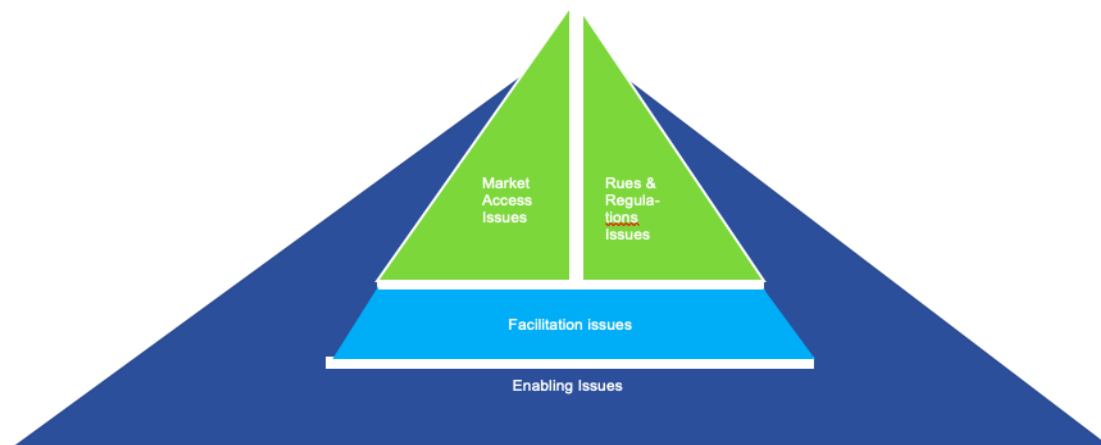 Market
Access
Issues
Rues &
Regula-
tions
Issues
Facilitation issues
Enabling Issues